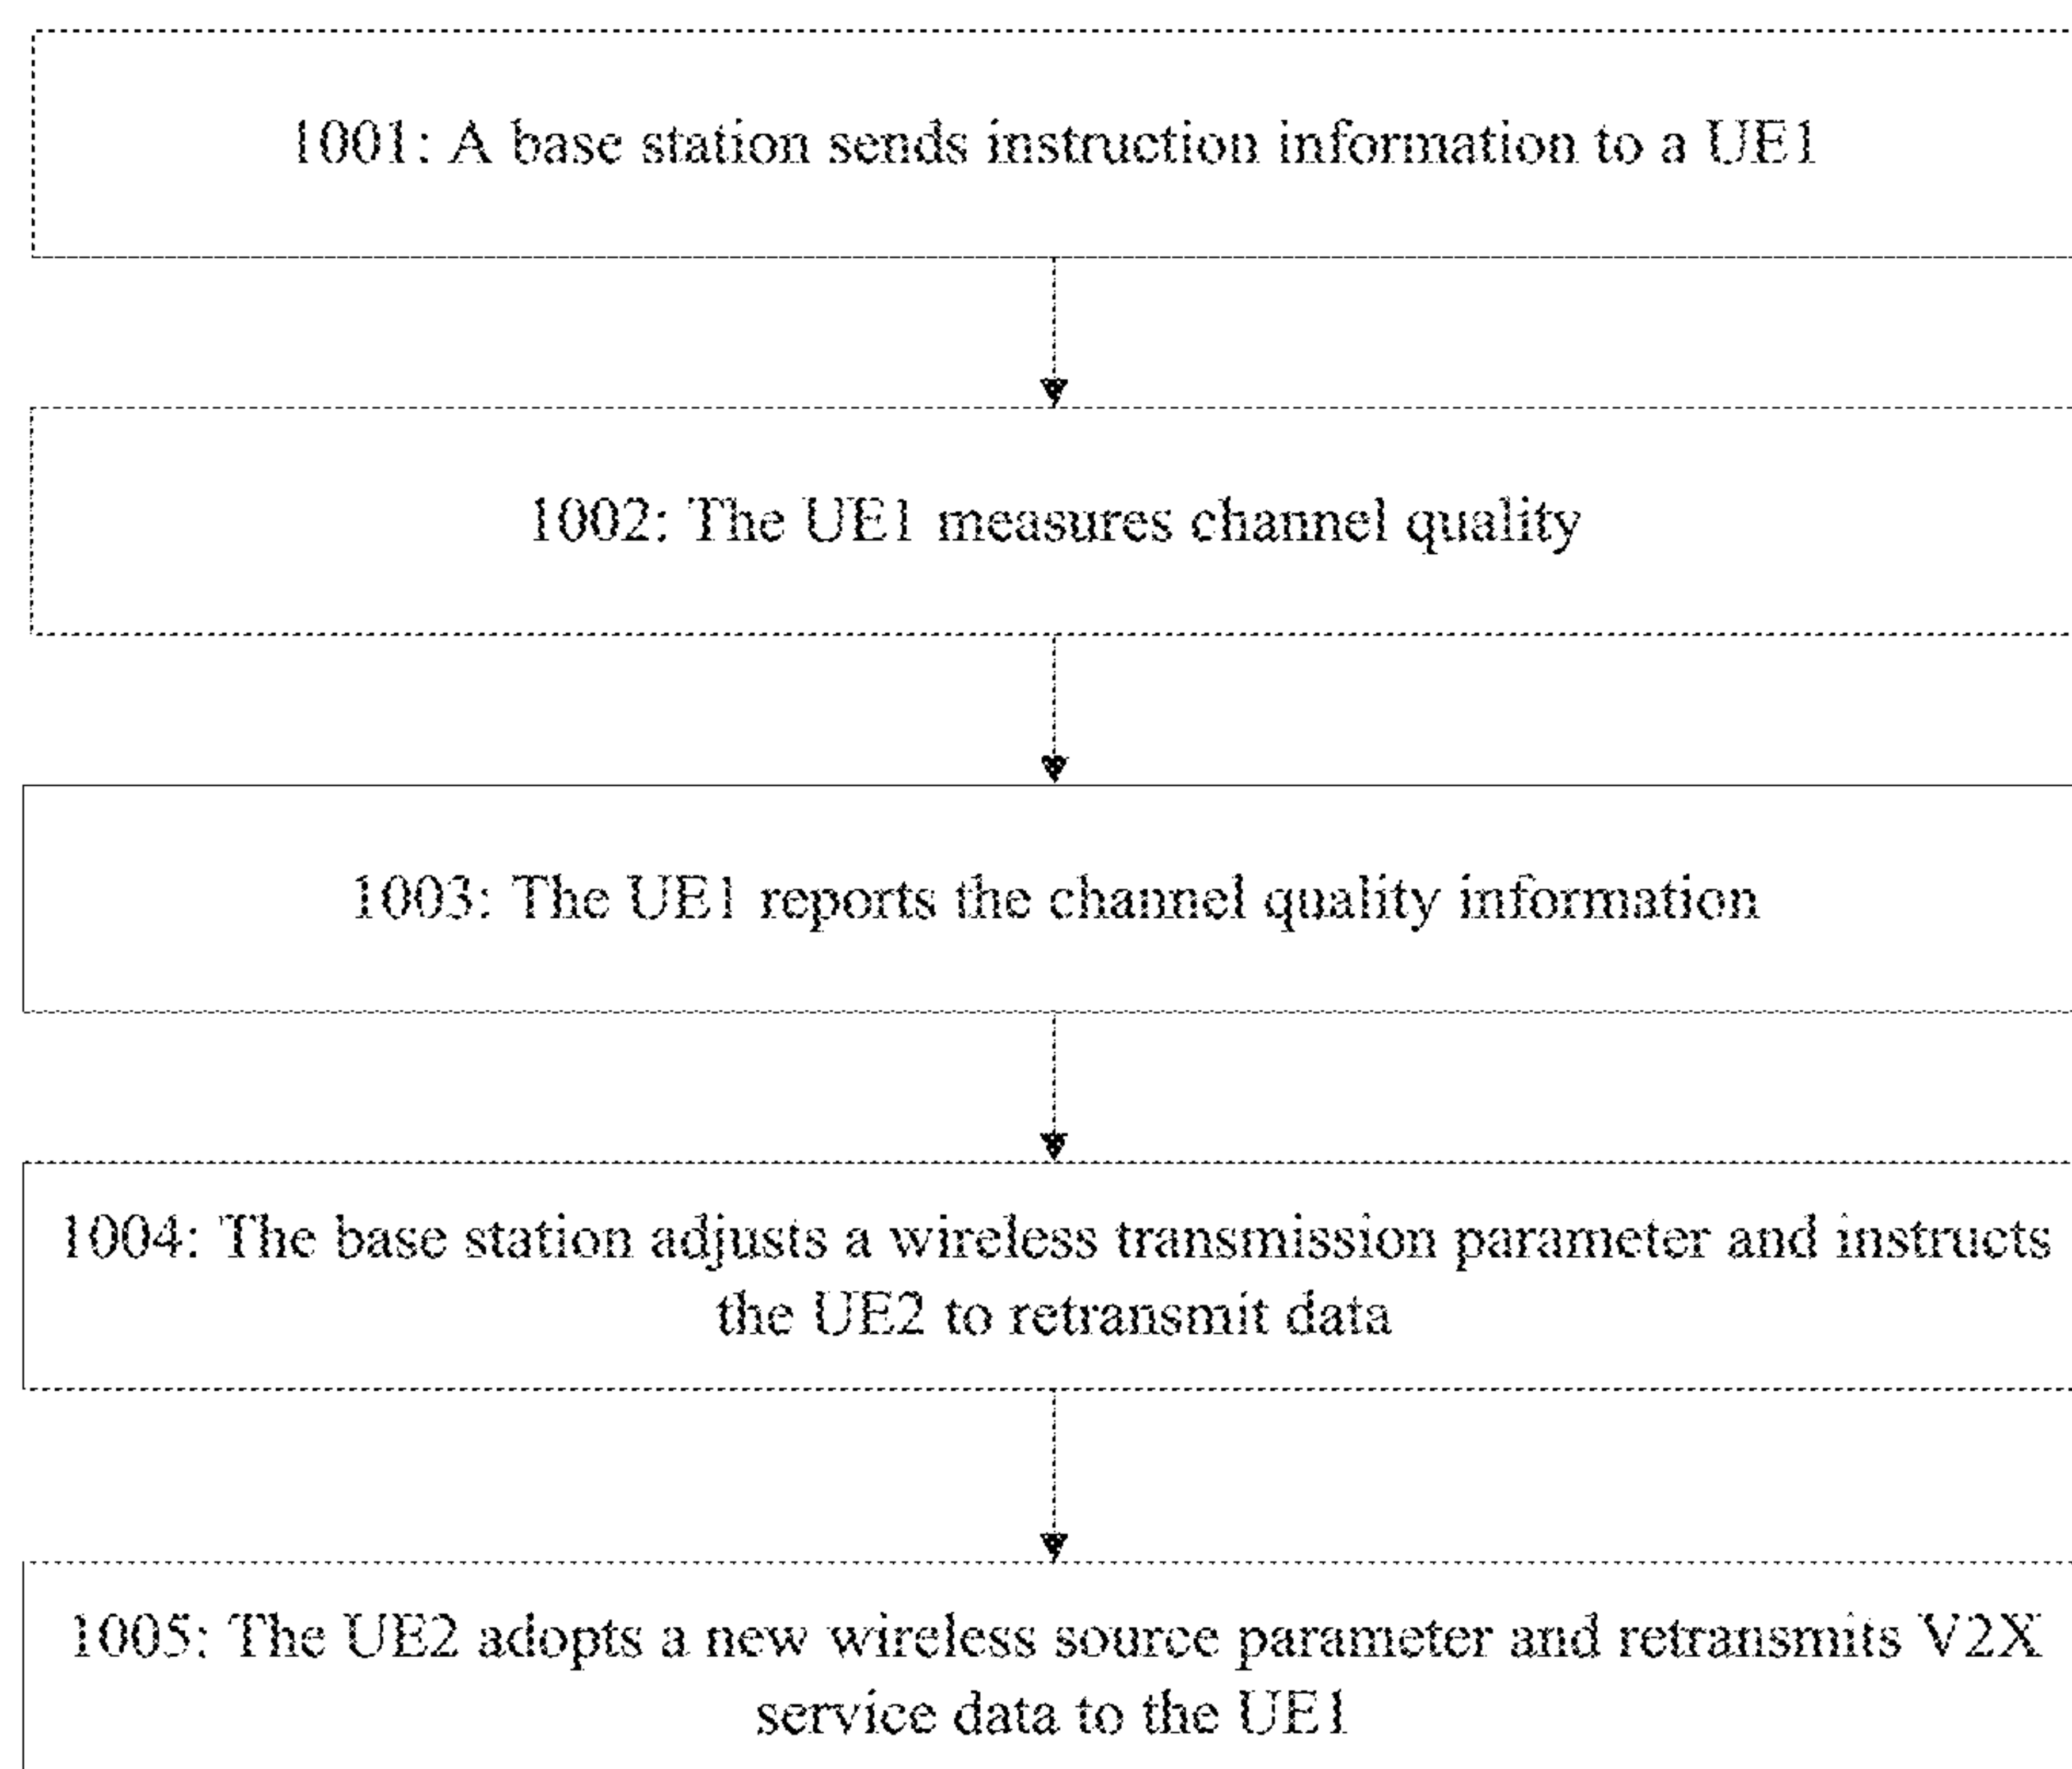 1001: A base station sends instruction information to a UE1
1002: The UE1 measures channel quality
1003: The UE1 reports the channel quality information
1004: The base station adjusts a wireless transmission parameter and instructs
the UE2 to retransmit data
1005: The UE2 adopts a new wireless source parameter and retransmits V2X
service data to the UE1